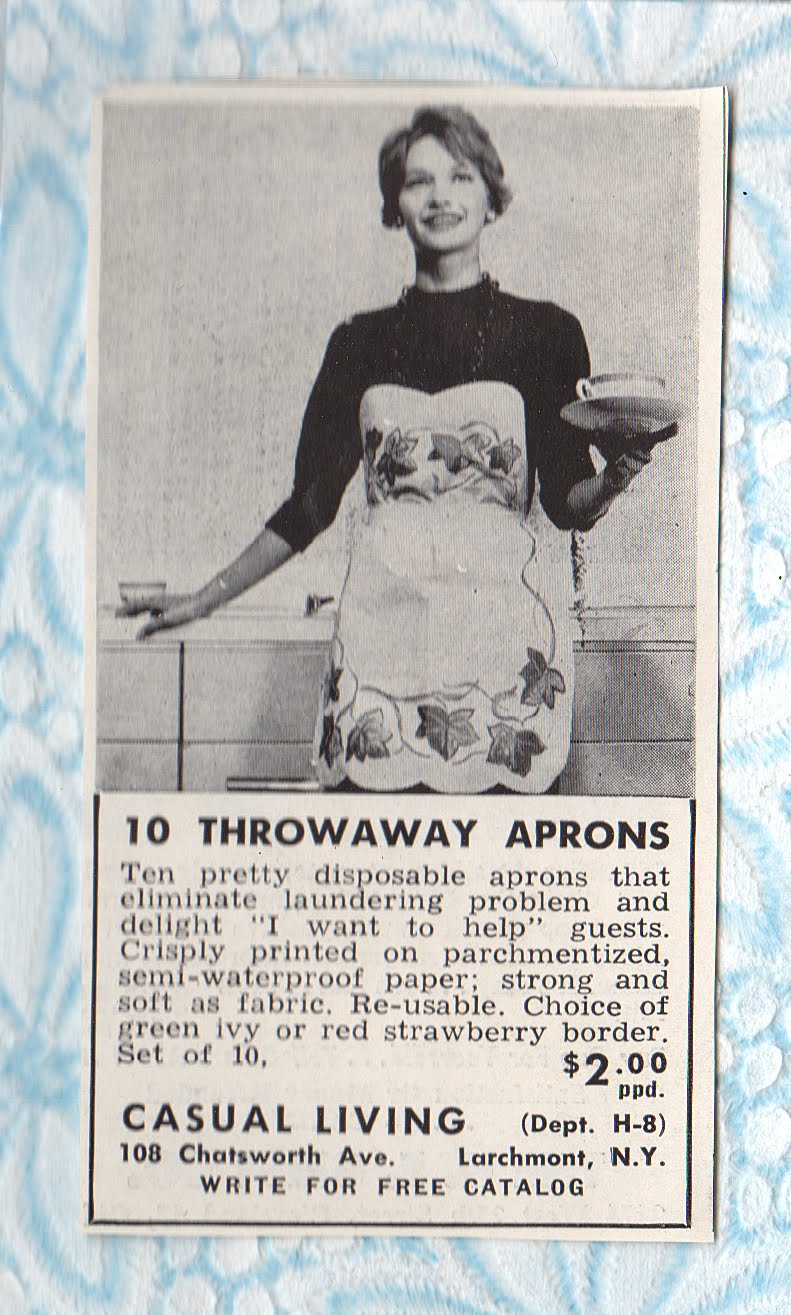 10 THROWAWAY APRONS
Ten pretty disposable aprons that
eliminate laundering problem and
delight "I want to help" guests.
Crisply printed on parchmentized,
semi-waterproof paper; strong and
soft as fabric. Re-usable. Choice of
green ivy or red strawberry border.
Set of 10,
$2.00
ppd.
CASUAL LIVING (Dept. H-8)
108 Chatsworth Ave. Larchmont, N.Y.
WRITE FOR FREE CATALOG